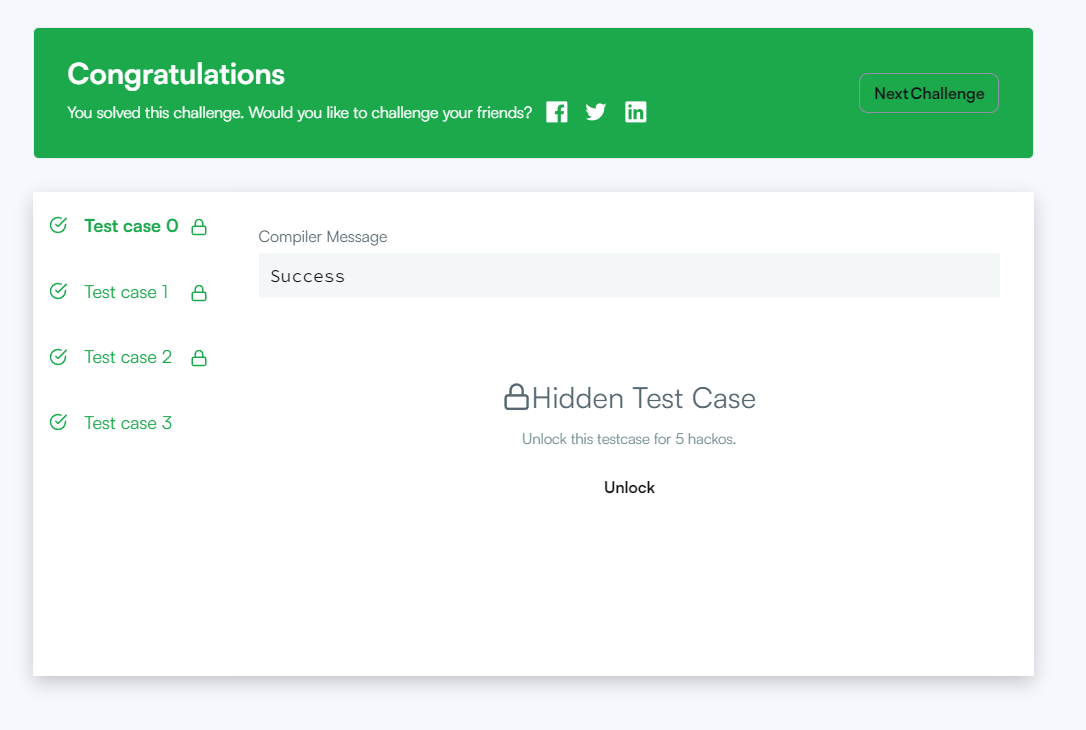 Congratulations
You solved this challenge. Would you like to challenge your friends?
Next Challenge
Test case 0
Test case 1
Test case 2
Test case 3
Compiler Message
Success
Hidden Test Case
Unlock this testcase for 5 hackos.
Unlock